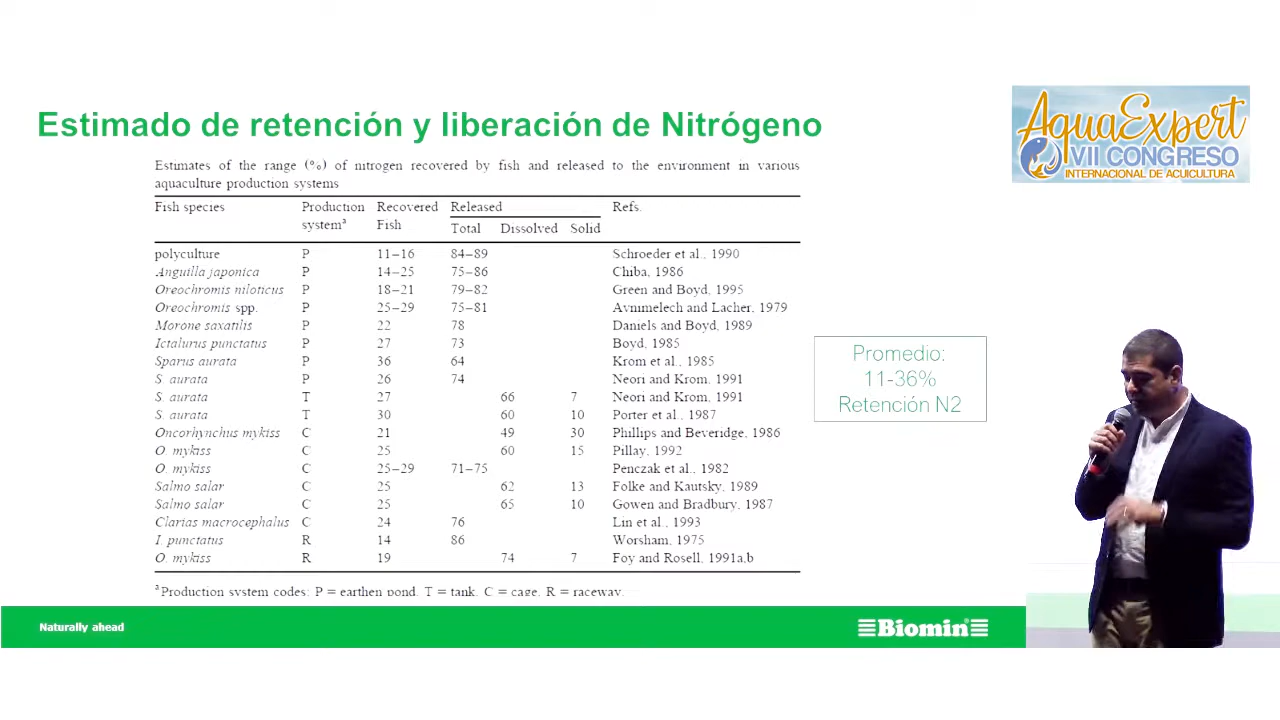 Estimado de retención y liberación de Nitrógeno
AquaExpert
VII CONGRESO
INTERNACIONAL DE ACUICULTURA
Estimates of the range (%) of nitrogen recovered by fish and released to the environment in various
aquaculture production systems
Fish species Production Recovered Released Refs.
systemᵃ Fish Total Dissolved Solid
polyculture P 11–16 84–89 Schroeder et al., 1990
Anguilla japonica P 14–25 75–86 Chiba, 1986
Oreochromis niloticus P 18–21 79–82 Green and Boyd, 1995
Oreochromis spp. P 25–29 75–81 Avnimelech and Lacher, 1979
Morone saxatilis P 22 78 Daniels and Boyd, 1989
Ictalurus punctatus P 27 73 Boyd, 1985
Sparus aurata P 36 64 Krom et al., 1985
S. aurata P 26 74 Neori and Krom, 1991
S. aurata T 27 66 7 Neori and Krom, 1991
S. aurata T 30 60 10 Porter et al., 1987
Oncorhynchus mykiss C 21 49 30 Phillips and Beveridge, 1986
O. mykiss C 25 60 15 Pillay, 1992
O. mykiss C 25–29 71–75 Penczak et al., 1982
Salmo salar C 25 62 13 Folke and Kautsky, 1989
Salmo salar C 25 65 10 Gowen and Bradbury, 1987
Clarias macrocephalus C 24 76 Lin et al., 1993
I. punctatus R 14 86 Worsham, 1975
O. mykiss R 19 74 7 Foy and Rosell, 1991a,b
ᵃProduction system codes: P = earthen pond, T = tank, C = cage, R = raceway.
Promedio:
11-36%
Retención N2
Naturally ahead
Biomin